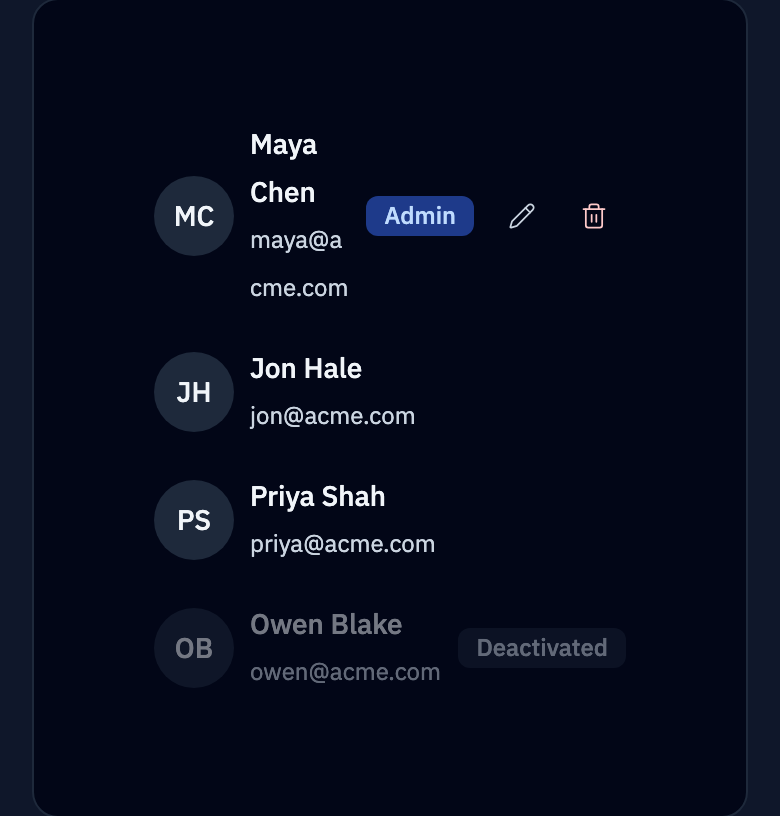 MC
Maya
Chen
maya@a
cme.com
Admin
JH
Jon Hale
jon@acme.com
PS
Priya Shah
priya@acme.com
OB
Owen Blake
owen@acme.com
Deactivated